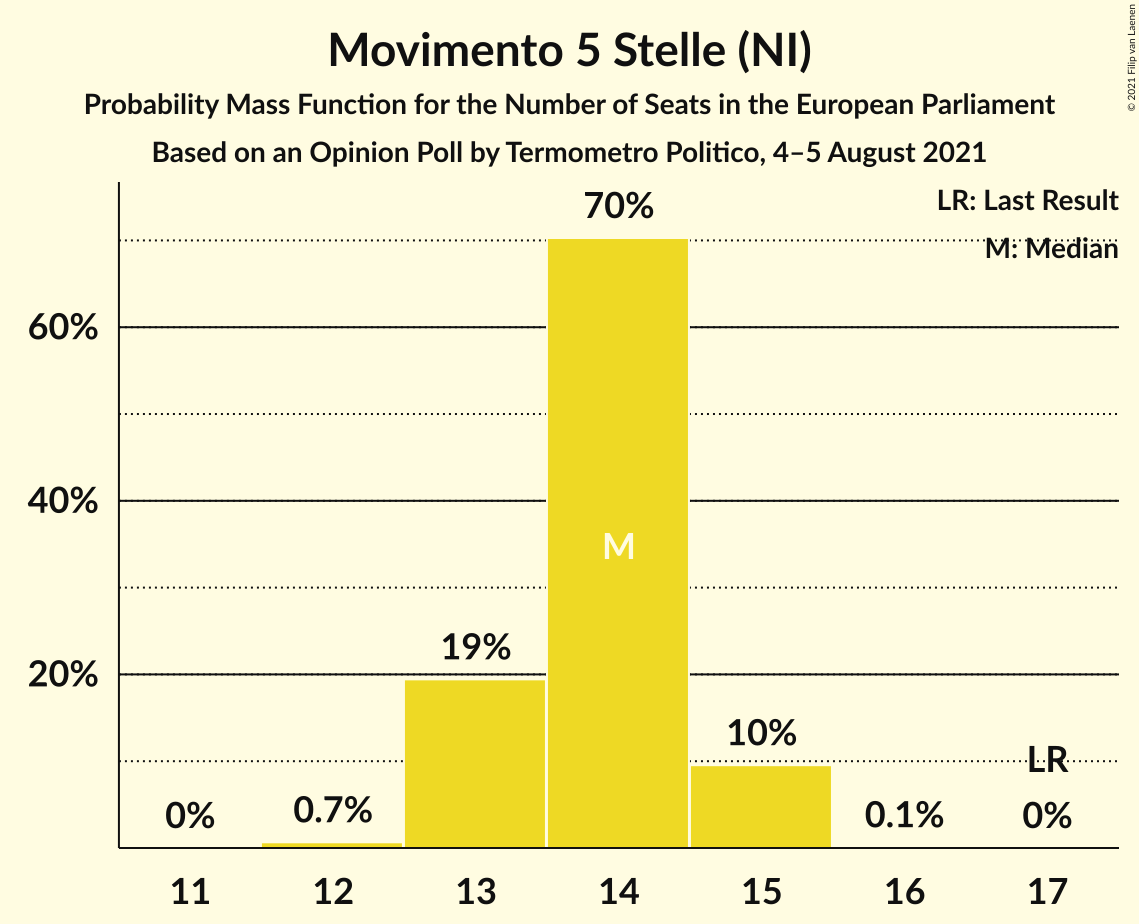 Movimento 5 Stelle (NI)
Probability Mass Function for the Number of Seats in the European Parliament
Based on an Opinion Poll by Termometro Politico, 4–5 August 2021
© 2021 Filip van Laenen
LR: Last Result
M: Median
70%
60%
40%
M
19%
20%
10%
LR
0%
0.7%
0.1%
0%
11 12 13 14 15 16 17